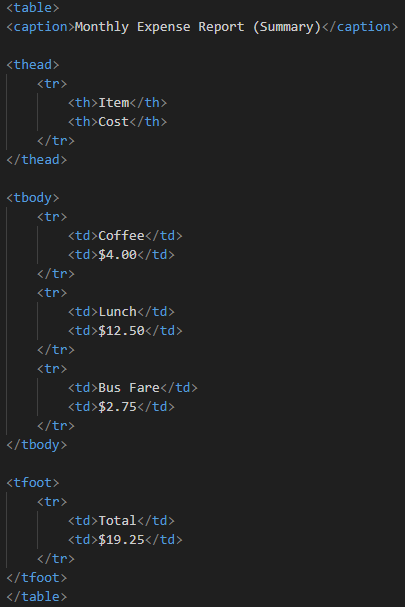 <table>
<caption>Monthly Expense Report (Summary)</caption>
<thead>
<tr>
<th>Item</th>
<th>Cost</th>
</tr>
</thead>
<tbody>
<tr>
<td>Coffee</td>
<td>$4.00</td>
</tr>
<tr>
<td>Lunch</td>
<td>$12.50</td>
</tr>
<tr>
<td>Bus Fare</td>
<td>$2.75</td>
</tr>
</tbody>
<tfoot>
<tr>
<td>Total</td>
<td>$19.25</td>
</tr>
</tfoot>
</table>